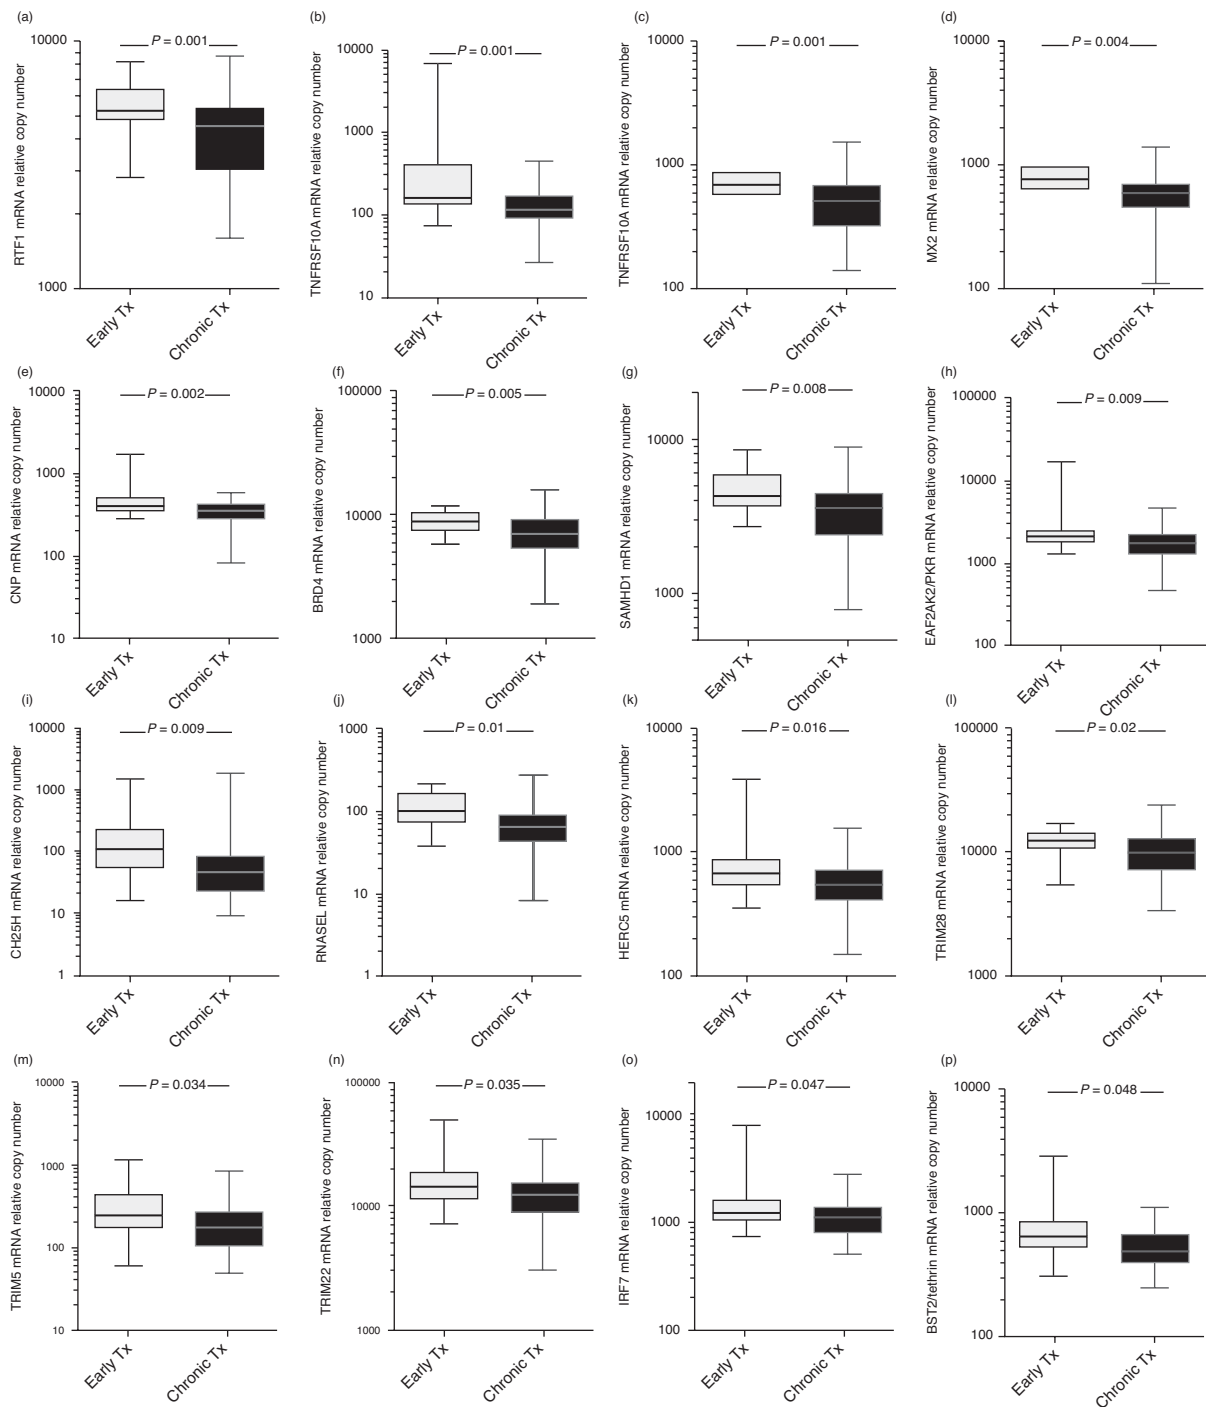 (a)
P = 0.001
10000
1000
RTF1 mRNA relative copy number
Early Tx
Chronic Tx
(b)
P = 0.001
10000
1000
100
10
TNFRSF10A mRNA relative copy number
Early Tx
Chronic Tx
(c)
P = 0.001
10000
1000
100
TNFRSF10A mRNA relative copy number
Early Tx
Chronic Tx
(d)
P = 0.004
10000
1000
100
MX2 mRNA relative copy number
Early Tx
Chronic Tx
(e)
P = 0.002
10000
1000
100
10
CNP mRNA relative copy number
Early Tx
Chronic Tx
(f)
P = 0.005
100000
10000
1000
BRD4 mRNA relative copy number
Early Tx
Chronic Tx
(g)
P = 0.008
10000
1000
SAMHD1 mRNA relative copy number
Early Tx
Chronic Tx
(h)
P = 0.009
100000
10000
1000
100
EAF2AK2/PKR mRNA relative copy number
Early Tx
Chronic Tx
(i)
P = 0.009
10000
1000
100
10
1
CH25H mRNA relative copy number
Early Tx
Chronic Tx
(j)
P = 0.01
1000
100
10
1
RNASEL mRNA relative copy number
Early Tx
Chronic Tx
(k)
P = 0.016
10000
1000
100
HERC5 mRNA relative copy number
Early Tx
Chronic Tx
(l)
P = 0.02
100000
10000
1000
TRIM28 mRNA relative copy number
Early Tx
Chronic Tx
(m)
P = 0.034
10000
1000
100
10
TRIM5 mRNA relative copy number
Early Tx
Chronic Tx
(n)
P = 0.035
100000
10000
1000
TRIM22 mRNA relative copy number
Early Tx
Chronic Tx
(o)
P = 0.047
10000
1000
100
IRF7 mRNA relative copy number
Early Tx
Chronic Tx
(p)
P = 0.048
10000
1000
100
BST2/tethrin mRNA relative copy number
Early Tx
Chronic Tx